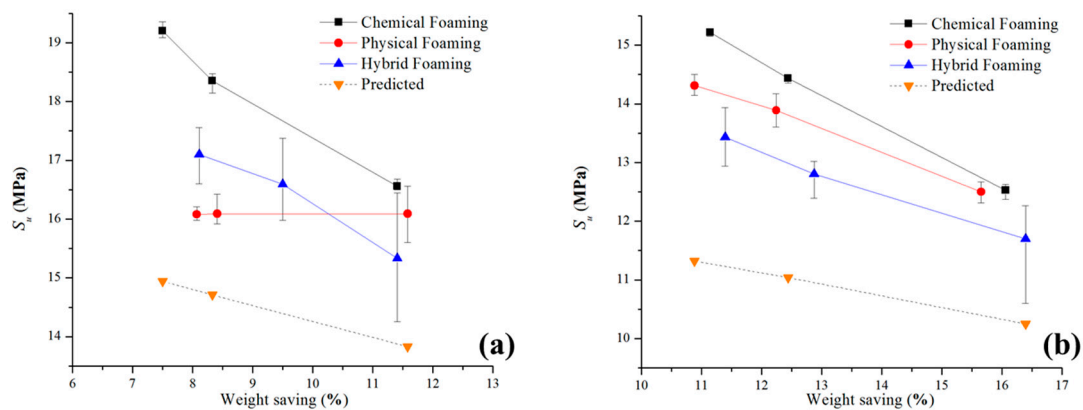 Chemical Foaming
Physical Foaming
Hybrid Foaming
Predicted
19
18
17
16
15
14
S_u (MPa)
6 7 8 9 10 11 12 13
Weight saving (%)
(a)
Chemical Foaming
Physical Foaming
Hybrid Foaming
Predicted
15
14
13
12
11
10
S_u (MPa)
10 11 12 13 14 15 16 17
Weight saving (%)
(b)